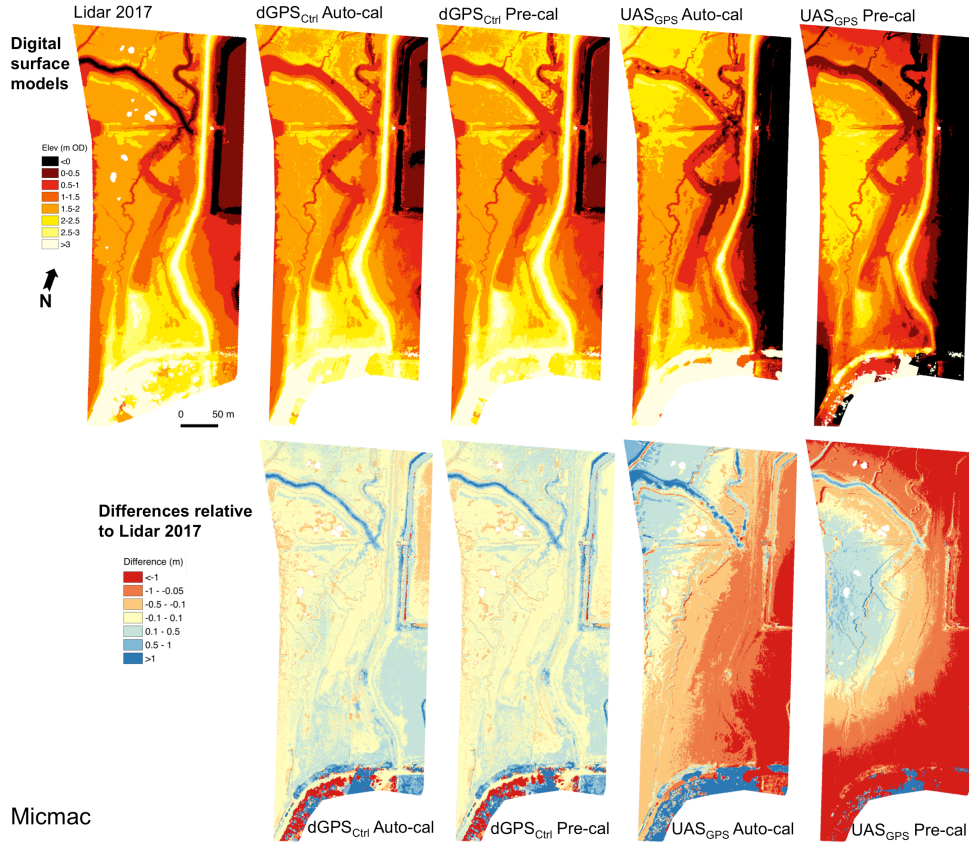 Lidar 2017
dGPSCtrl Auto-cal
dGPSCtrl Pre-cal
UASGPS Auto-cal
UASGPS Pre-cal
Digital
surface
models
Elev (m OD)
<0
0-0.5
0.5-1
1-1.5
1.5-2
2-2.5
2.5-3
>3
N
0 50 m
Differences relative
to Lidar 2017
Difference (m)
<-1
-1 - -0.05
-0.5 - -0.1
-0.1 - 0.1
0.1 - 0.5
0.5 - 1
>1
Micmac
dGPSCtrl Auto-cal
dGPSCtrl Pre-cal
UASGPS Auto-cal
UASGPS Pre-cal